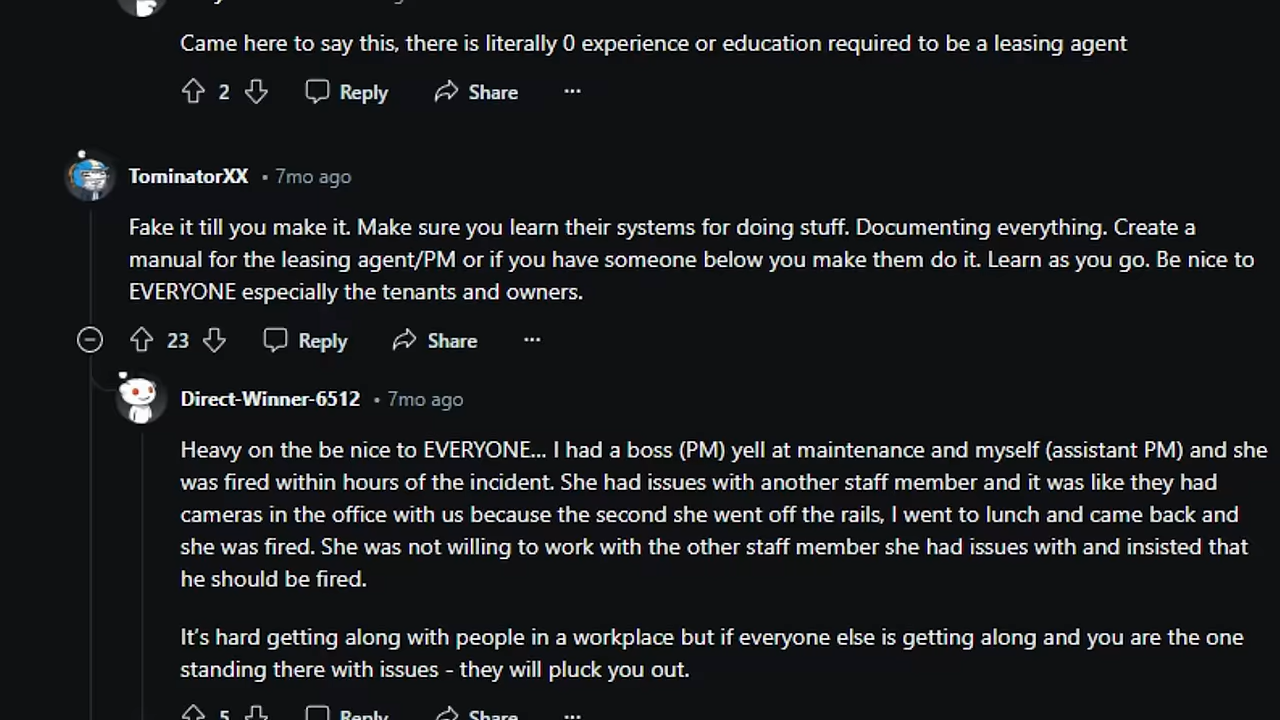 Came here to say this, there is literally 0 experience or education required to be a leasing agent
2 Reply Share ...
TominatorXX • 7mo ago
Fake it till you make it. Make sure you learn their systems for doing stuff. Documenting everything. Create a
manual for the leasing agent/PM or if you have someone below you make them do it. Learn as you go. Be nice to
EVERYONE especially the tenants and owners.
23 Reply Share ...
Direct-Winner-6512 • 7mo ago
Heavy on the be nice to EVERYONE... I had a boss (PM) yell at maintenance and myself (assistant PM) and she
was fired within hours of the incident. She had issues with another staff member and it was like they had
cameras in the office with us because the second she went off the rails, I went to lunch and came back and
she was fired. She was not willing to work with the other staff member she had issues with and insisted that
he should be fired.
It's hard getting along with people in a workplace but if everyone else is getting along and you are the one
standing there with issues - they will pluck you out.
5 Reply Share ...